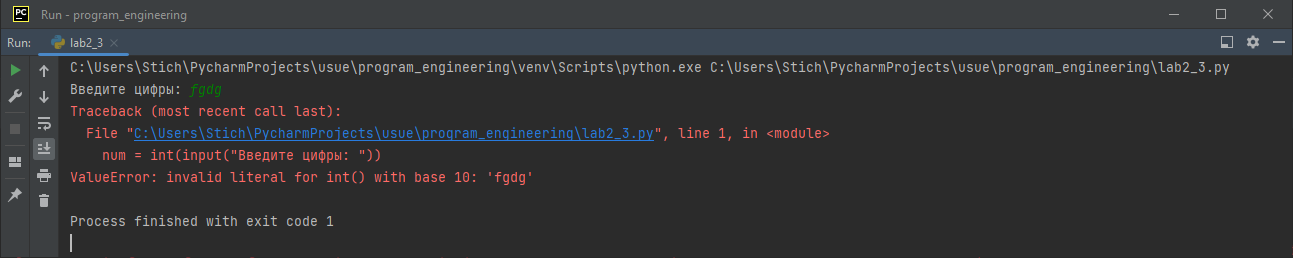 PC Run - program_engineering
Run: lab2_3
C:\Users\Stich\PycharmProjects\usue\program_engineering\venv\Scripts\python.exe C:\Users\Stich\PycharmProjects\usue\program_engineering\lab2_3.py
Введите цифры: fgdg
Traceback (most recent call last):
  File "C:\Users\Stich\PycharmProjects\usue\program_engineering\lab2_3.py", line 1, in <module>
    num = int(input("Введите цифры: "))
ValueError: invalid literal for int() with base 10: 'fgdg'
Process finished with exit code 1